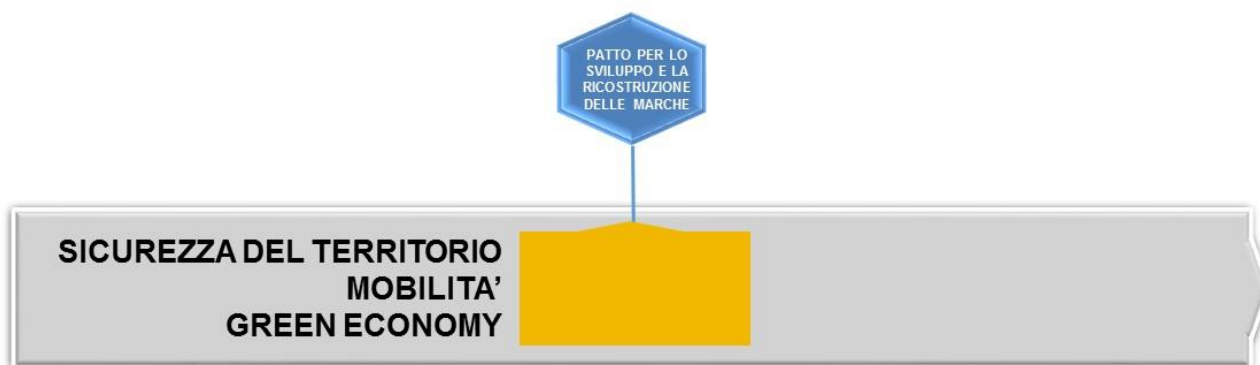 PATTO PER LO
SVILUPPO E LA
RICOSTRUZIONE
DELLE MARCHE
SICUREZZA DEL TERRITORIO
MOBILITA’
GREEN ECONOMY